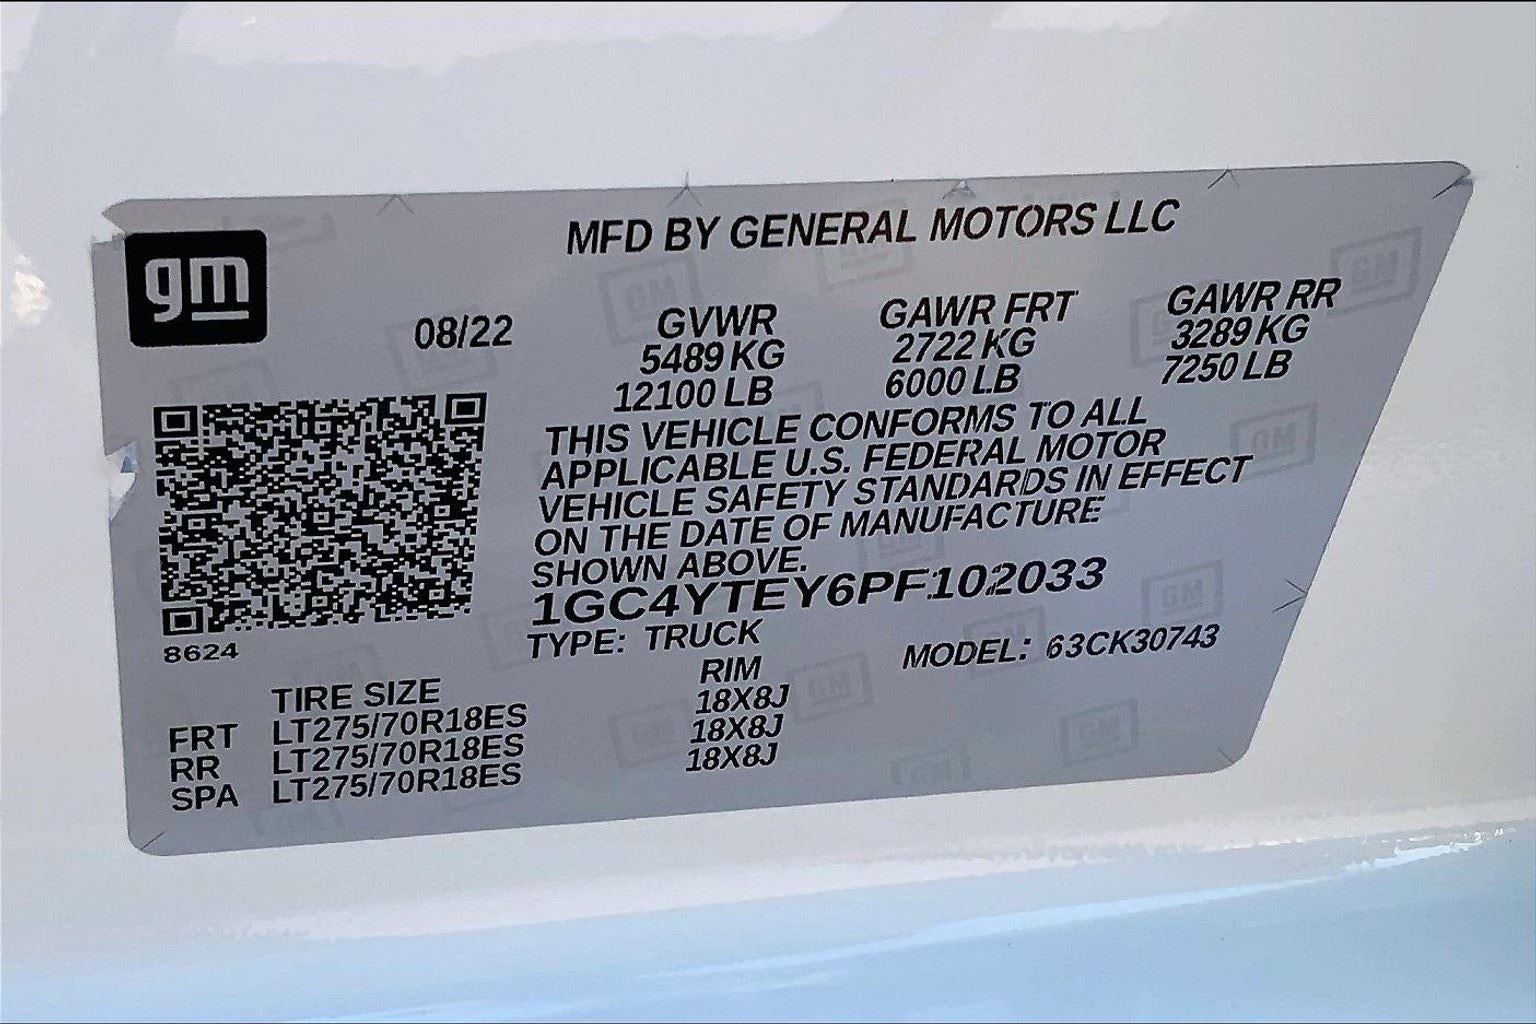 gm
MFD BY GENERAL MOTORS LLC
08/22
GVWR GAWR FRT GAWR RR
5489 KG 2722 KG 3289 KG
12100 LB 6000 LB 7250 LB
THIS VEHICLE CONFORMS TO ALL
APPLICABLE U.S. FEDERAL MOTOR
VEHICLE SAFETY STANDARDS IN EFFECT
ON THE DATE OF MANUFACTURE
SHOWN ABOVE.
1GC4YTEY6PF102033
8624
TYPE: TRUCK MODEL: 63CK30743
TIRE SIZE RIM
FRT LT275/70R18ES 18X8J
RR LT275/70R18ES 18X8J
SPA LT275/70R18ES 18X8J